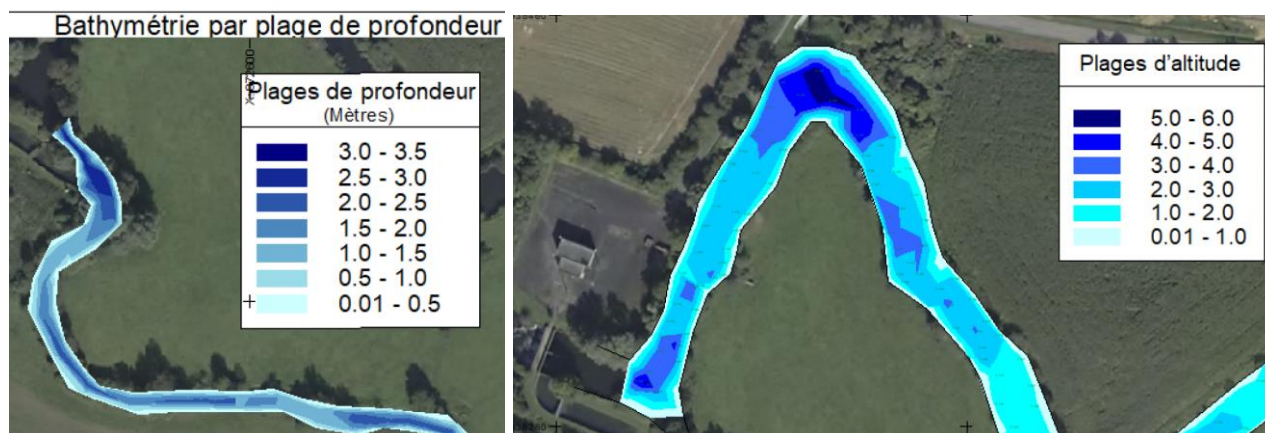 Bathymétrie par plage de profondeur
Plages de profondeur
(Mètres)
3.0 - 3.5
2.5 - 3.0
2.0 - 2.5
1.5 - 2.0
1.0 - 1.5
0.5 - 1.0
0.01 - 0.5
Plages d'altitude
5.0 - 6.0
4.0 - 5.0
3.0 - 4.0
2.0 - 3.0
1.0 - 2.0
0.01 - 1.0